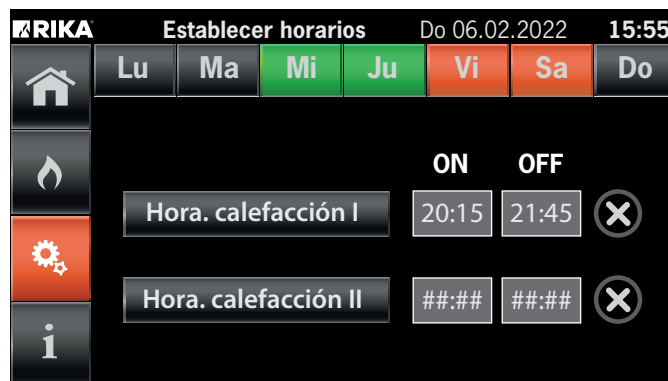 RIKA Establecer horarios Do 06.02.2022 15:55
Lu Ma Mi Ju Vi Sa Do
ON OFF
Hora. calefacción I 20:15 21:45
Hora. calefacción II ##:## ##:##
i